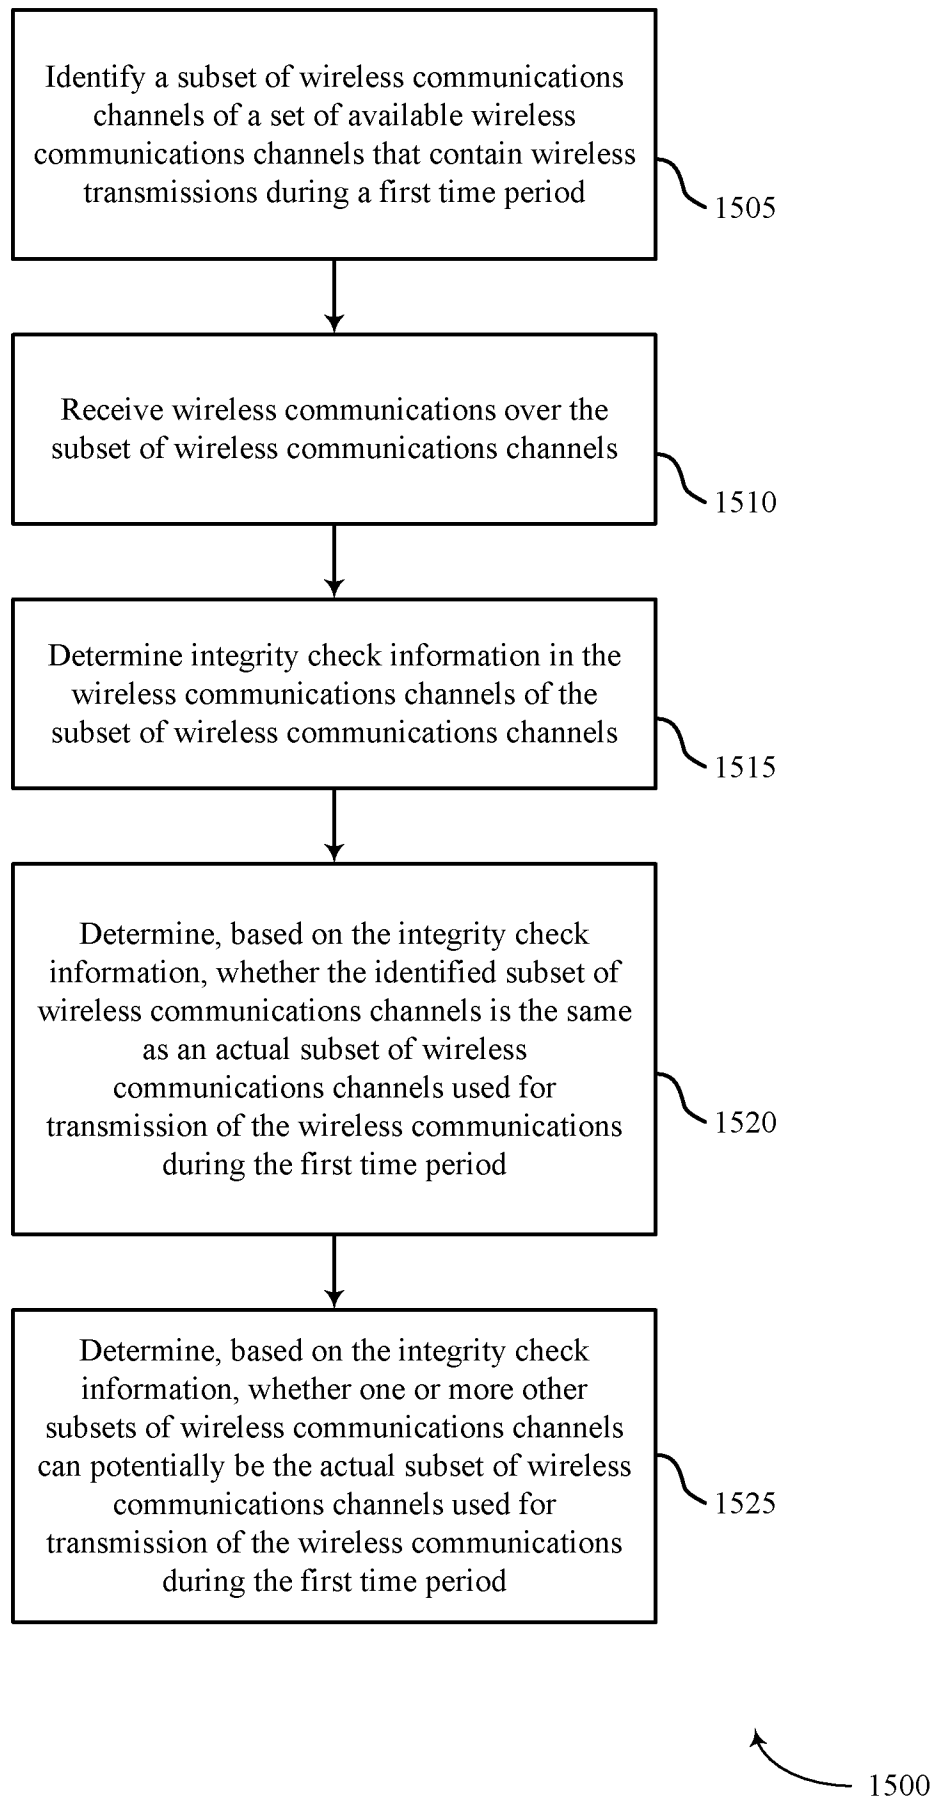 Identify a subset of wireless communications
channels of a set of available wireless
communications channels that contain wireless
transmissions during a first time period
1505
Receive wireless communications over the
subset of wireless communications channels
1510
Determine integrity check information in the
wireless communications channels of the
subset of wireless communications channels
1515
Determine, based on the integrity check
information, whether the identified subset of
wireless communications channels is the same
as an actual subset of wireless
communications channels used for
transmission of the wireless communications
during the first time period
1520
Determine, based on the integrity check
information, whether one or more other
subsets of wireless communications channels
can potentially be the actual subset of wireless
communications channels used for
transmission of the wireless communications
during the first time period
1525
1500